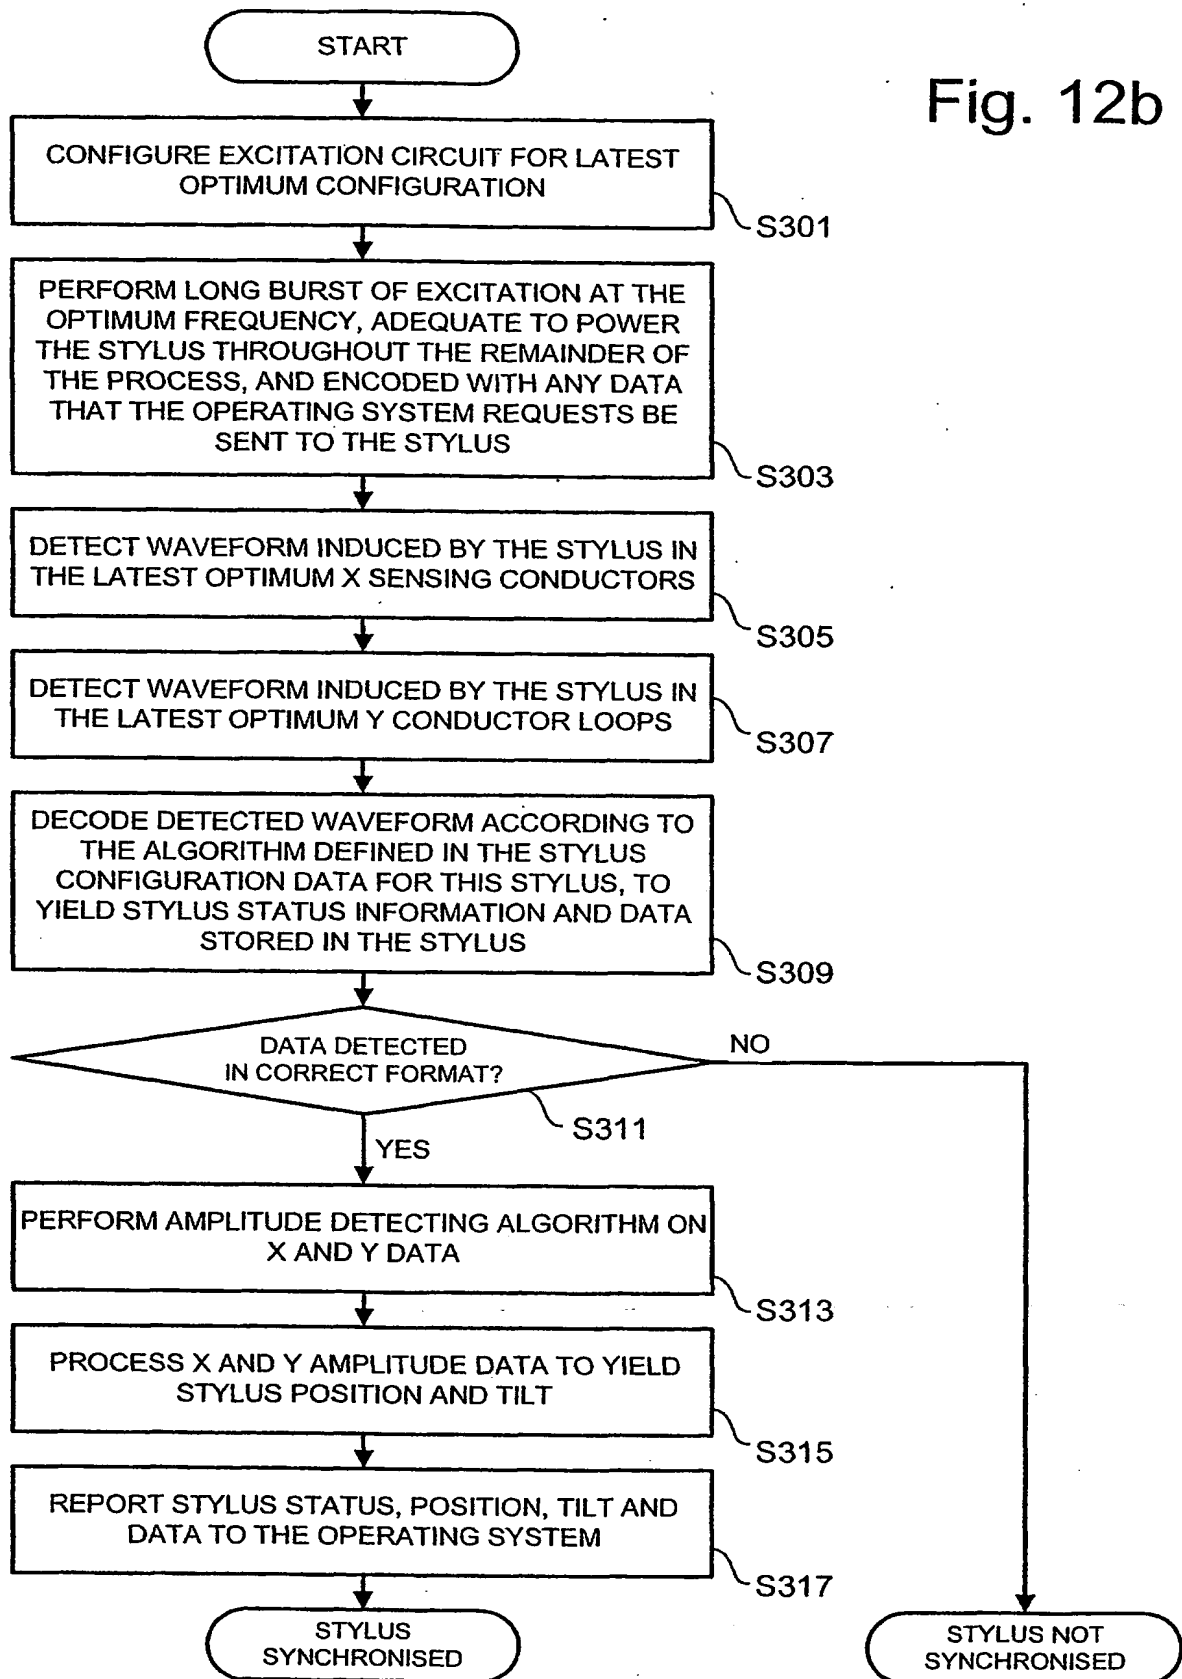 START
Fig. 12b
CONFIGURE EXCITATION CIRCUIT FOR LATEST
OPTIMUM CONFIGURATION
S301
PERFORM LONG BURST OF EXCITATION AT THE
OPTIMUM FREQUENCY, ADEQUATE TO POWER
THE STYLUS THROUGHOUT THE REMAINDER OF
THE PROCESS, AND ENCODED WITH ANY DATA
THAT THE OPERATING SYSTEM REQUESTS BE
SENT TO THE STYLUS
S303
DETECT WAVEFORM INDUCED BY THE STYLUS IN
THE LATEST OPTIMUM X SENSING CONDUCTORS
S305
DETECT WAVEFORM INDUCED BY THE STYLUS IN
THE LATEST OPTIMUM Y CONDUCTOR LOOPS
S307
DECODE DETECTED WAVEFORM ACCORDING TO
THE ALGORITHM DEFINED IN THE STYLUS
CONFIGURATION DATA FOR THIS STYLUS, TO
YIELD STYLUS STATUS INFORMATION AND DATA
STORED IN THE STYLUS
S309
DATA DETECTED
IN CORRECT FORMAT?
NO
S311
YES
PERFORM AMPLITUDE DETECTING ALGORITHM ON
X AND Y DATA
S313
PROCESS X AND Y AMPLITUDE DATA TO YIELD
STYLUS POSITION AND TILT
S315
REPORT STYLUS STATUS, POSITION, TILT AND
DATA TO THE OPERATING SYSTEM
S317
STYLUS
SYNCHRONISED
STYLUS NOT
SYNCHRONISED